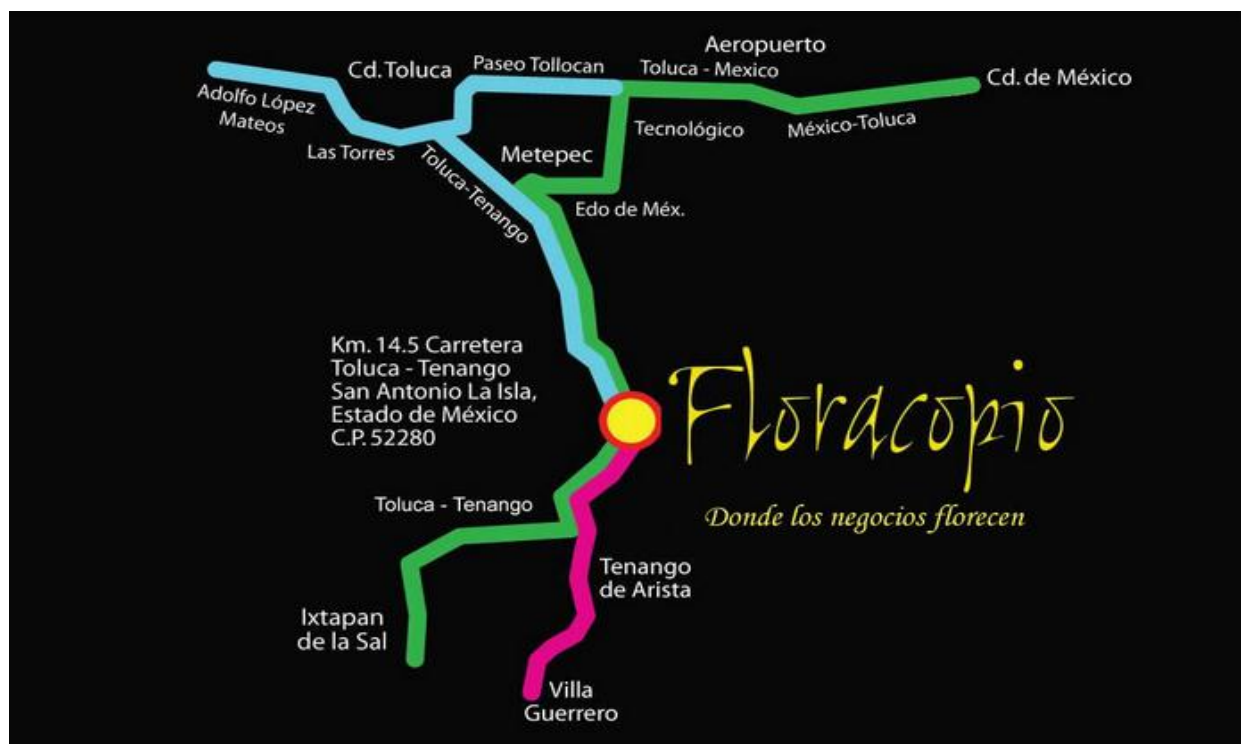 Aeropuerto
Cd. Toluca
Paseo Tollocan
Toluca - Mexico
Cd. de México
Adolfo López
Mateos
México-Toluca
Tecnológico
Las Torres
Metepec
Toluca-Tenango
Edo de Méx.
Km. 14.5 Carretera
Toluca - Tenango
San Antonio La Isla,
Estado de México
C.P. 52280
Floracopio
Donde los negocios florecen
Toluca - Tenango
Tenango
de Arista
Ixtapan
de la Sal
Villa
Guerrero